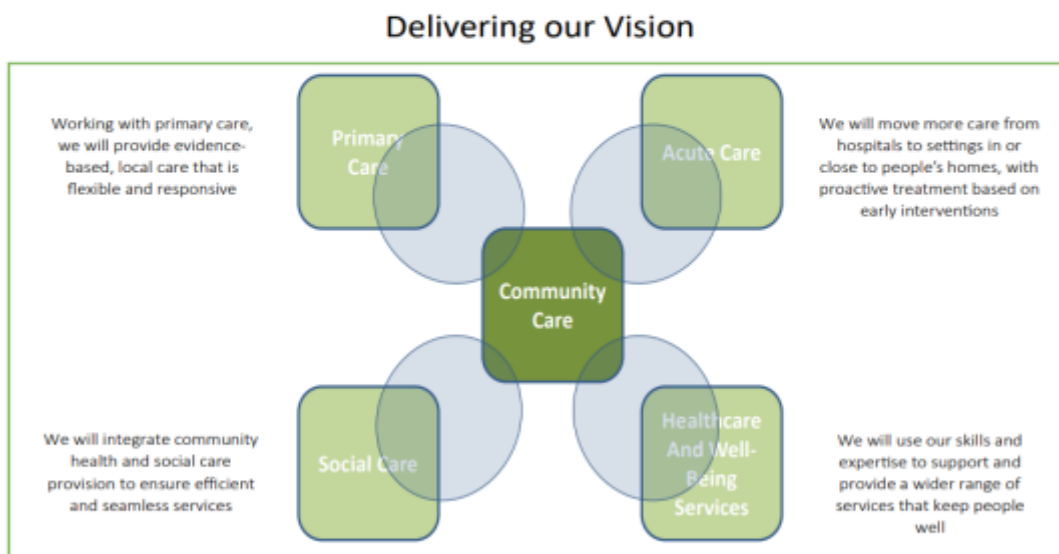 Delivering our Vision
Working with primary care,
we will provide evidence-
based, local care that is
flexible and responsive
Primary
Care
Acute Care
We will move more care from
hospitals to settings in or
close to people's homes, with
proactive treatment based on
early interventions
Community
Care
We will integrate community
health and social care
provision to ensure efficient
and seamless services
Social Care
Healthcare
And Well-
Being
Services
We will use our skills and
expertise to support and
provide a wider range of
services that keep people
well